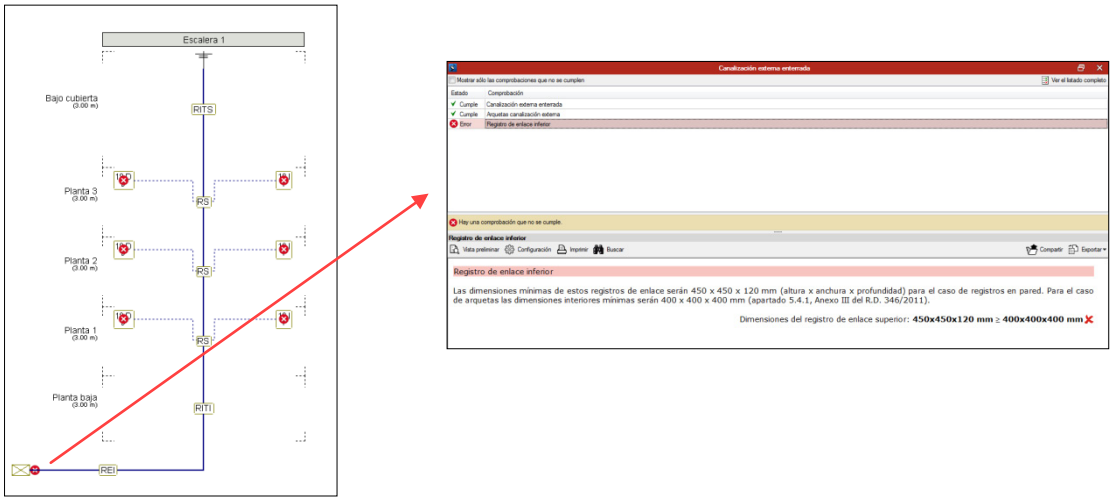 Escalera 1
Bajo cubierta
(3.00 m)
RITS
Planta 3
(3.00 m)
RS
Planta 2
(3.00 m)
RS
Planta 1
(3.00 m)
RS
Planta baja
(3.00 m)
RITI
REI
Canalización externa enterrada
Mostrar sólo las comprobaciones que no se cumplen
Ver el listado completo
Estado Comprobación
Cumple Canalización externa enterrada
Cumple Arquetas canalización externa
Error Registro de enlace inferior
Hay una comprobación que no se cumple.
Registro de enlace inferior
Vista preliminar Configuración Imprimir Buscar Compartir Exportar
Registro de enlace inferior
Las dimensiones mínimas de estos registros de enlace serán 450 x 450 x 120 mm (altura x anchura x profundidad) para el caso de registros en pared. Para el caso
de arquetas las dimensiones interiores mínimas serán 400 x 400 x 400 mm (apartado 5.4.1, Anexo III del R.D. 346/2011).
Dimensiones del registro de enlace superior: 450x450x120 mm ≥ 400x400x400 mm